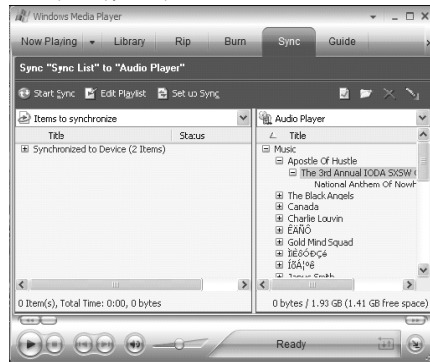 Windows Media Player
Now Playing Library Rip Burn Sync Guide
Sync "Sync List" to "Audio Player"
Start Sync Edit Playlist Set up Sync
Items to synchronize
Audio Player
Title Status
Title
Synchronized to Device (2 Items)
Music
Apostle Of Hustle
The 3rd Annual IODA SXSW
National Anthem Of Nowh
The Black Angels
Canada
Charlie Louvin
ÊÄÑÔ
Gold Mind Squad
0 Item(s), Total Time: 0:00, 0 bytes
0 bytes / 1.93 GB (1.41 GB free space)
Ready